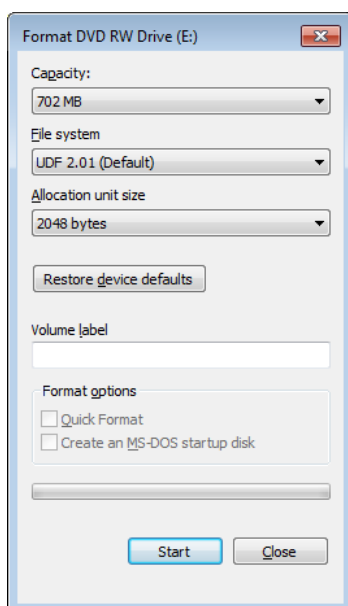 Format DVD RW Drive (E:)
Capacity:
702 MB
File system
UDF 2.01 (Default)
Allocation unit size
2048 bytes
Restore device defaults
Volume label
Format options
Quick Format
Create an MS-DOS startup disk
Start Close